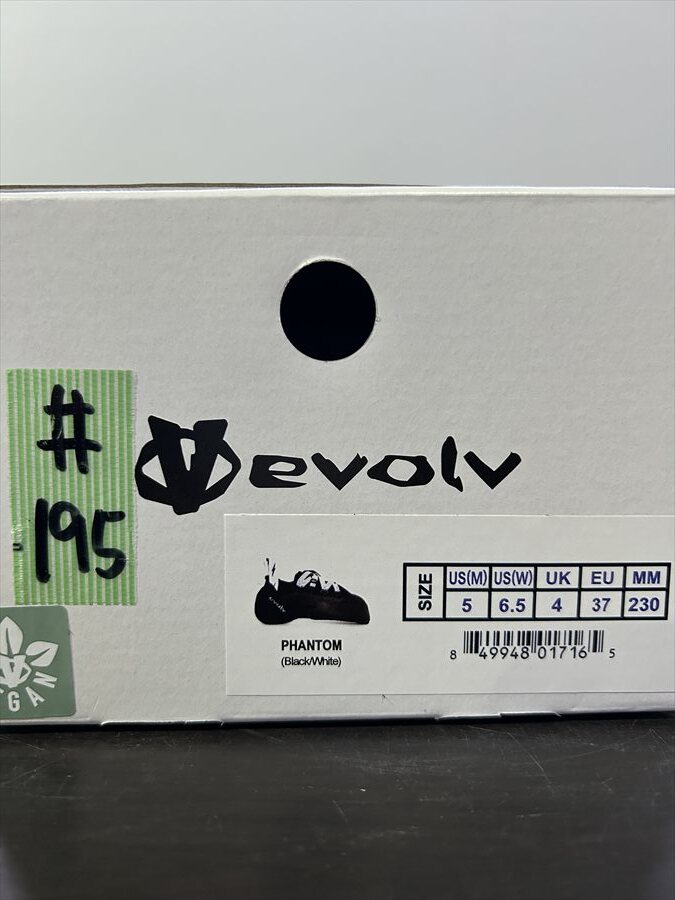 #
195
evolv
SIZE
US(M) US(W) UK EU MM
5 6.5 4 37 230
PHANTOM
(Black/White)
8 49948 01716 5
GAN